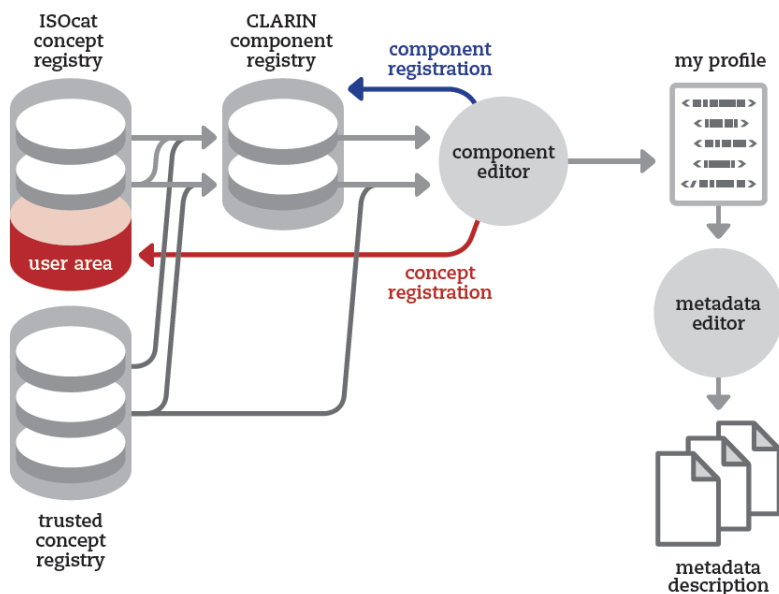 ISOcat
concept
registry
CLARIN
component
registry
component
registration
my profile
component
editor
user area
concept
registration
metadata
editor
trusted
concept
registry
metadata
description